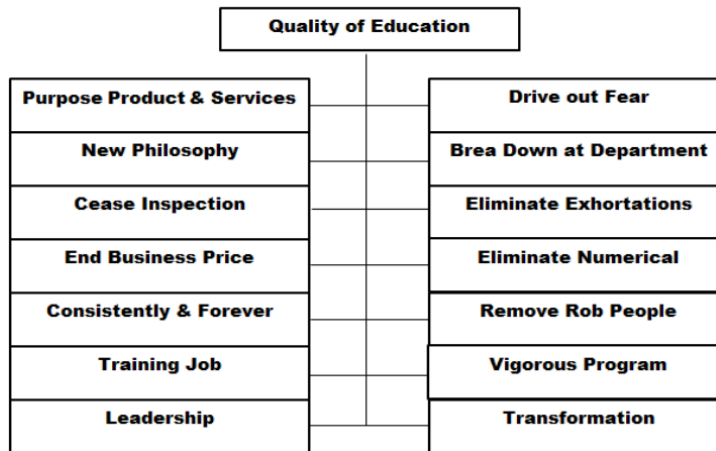 Quality of Education
Purpose Product & Services
New Philosophy
Cease Inspection
End Business Price
Consistently & Forever
Training Job
Leadership
Drive out Fear
Brea Down at Department
Eliminate Exhortations
Eliminate Numerical
Remove Rob People
Vigorous Program
Transformation